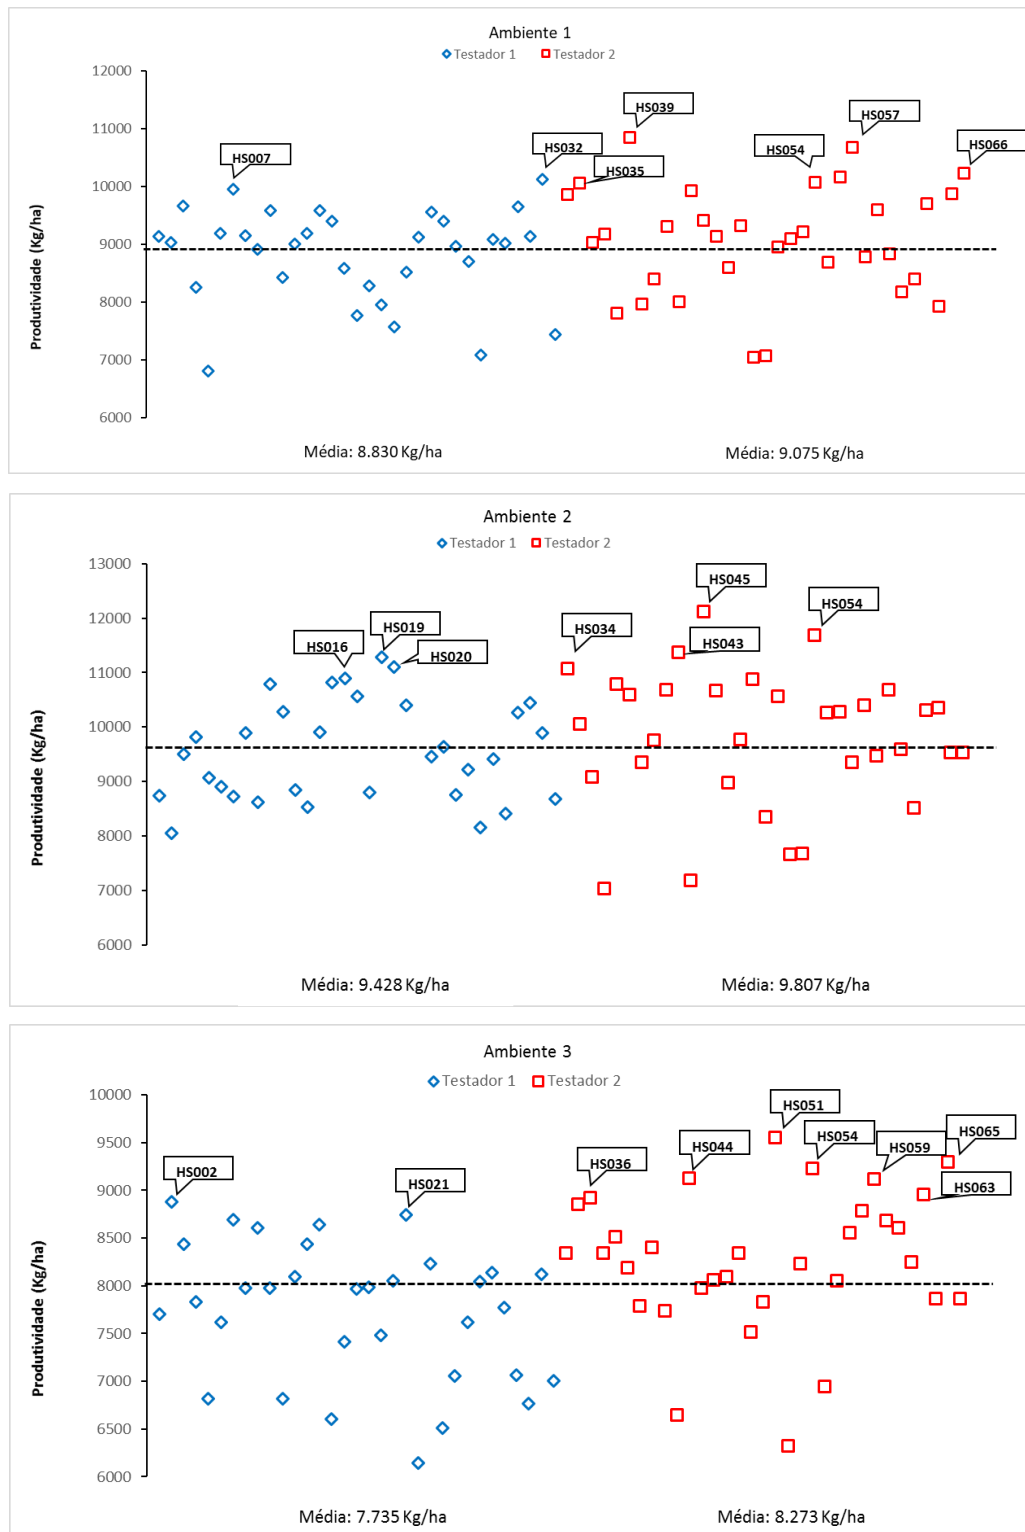 Ambiente 1
Testador 1 Testador 2
12000
11000
10000
9000
8000
7000
6000
Produtividade (Kg/ha)
HS007
HS032
HS035
HS039
HS054
HS057
HS066
Média: 8.830 Kg/ha
Média: 9.075 Kg/ha
Ambiente 2
Testador 1 Testador 2
13000
12000
11000
10000
9000
8000
7000
6000
Produtividade (Kg/ha)
HS016
HS019
HS020
HS034
HS043
HS045
HS054
Média: 9.428 Kg/ha
Média: 9.807 Kg/ha
Ambiente 3
Testador 1 Testador 2
10000
9500
9000
8500
8000
7500
7000
6500
6000
Produtividade (Kg/ha)
HS002
HS021
HS036
HS044
HS051
HS054
HS059
HS065
HS063
Média: 7.735 Kg/ha
Média: 8.273 Kg/ha